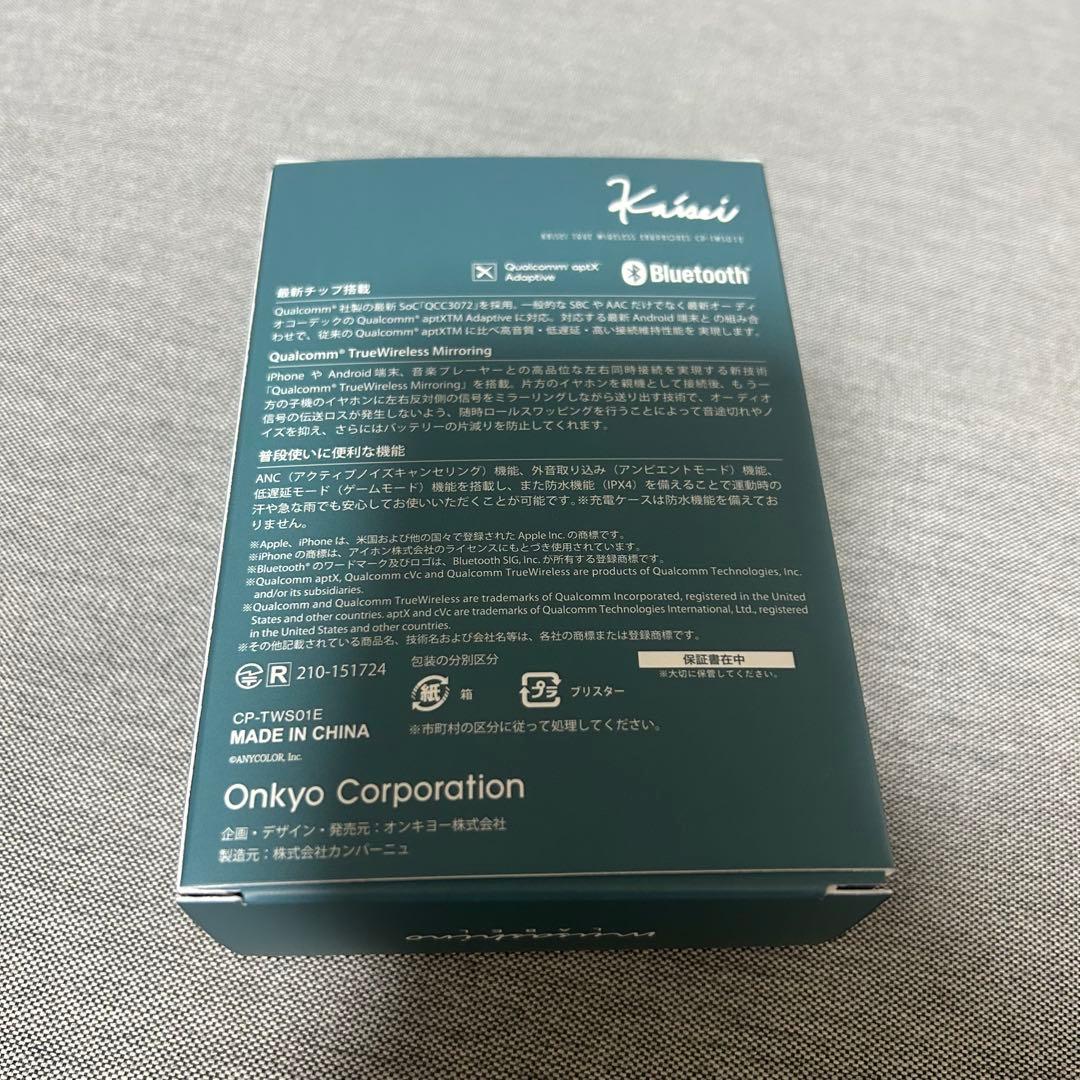 Kaisei
KAISEI TRUE WIRELESS EARPHONES CP-TWS01E
Qualcomm aptX
Adaptive
Bluetooth®
最新チップ搭載
Qualcomm® 社製の最新 SoC「QCC3072」を採用。一般的な SBC や AAC だけでなく最新オーディ
オコーデックの Qualcomm® aptXTM Adaptive に対応。対応する最新 Android 端末との組み合
わせで、従来の Qualcomm® aptXTM に比べ高音質・低遅延・高い接続維持性能を実現します。
Qualcomm® TrueWireless Mirroring
iPhone や Android 端末、音楽プレーヤーとの高品位な左右同時接続を実現する新技術
「Qualcomm® TrueWireless Mirroring」を搭載。片方のイヤホンを親機として接続後、もう一
方の子機のイヤホンに左右反対側の信号をミラーリングしながら送り出す技術で、オーディオ
信号の伝送ロスが発生しないよう、随時ロールスワッピングを行うことによって音途切れやノ
イズを抑え、さらにはバッテリーの片減りを防止してくれます。
普段使いに便利な機能
ANC（アクティブノイズキャンセリング）機能、外音取り込み（アンビエントモード）機能、
低遅延モード（ゲームモード）機能を搭載し、また防水機能（IPX4）を備えることで運動時の
汗や急な雨でも安心してお使いいただくことが可能です。※充電ケースは防水機能を備えてお
りません。
※Apple、iPhone は、米国および他の国々で登録された Apple Inc. の商標です。
※iPhone の商標は、アイホン株式会社のライセンスにもとづき使用されています。
※Bluetooth® のワードマーク及びロゴは、Bluetooth SIG, Inc. が所有する登録商標です。
※Qualcomm aptX, Qualcomm cVc and Qualcomm TrueWireless are products of Qualcomm Technologies, Inc.
and/or its subsidiaries.
※Qualcomm and Qualcomm TrueWireless are trademarks of Qualcomm Incorporated, registered in the United
States and other countries. aptX and cVc are trademarks of Qualcomm Technologies International, Ltd., registered
in the United States and other countries.
※その他記載されている商品名、技術名および会社名等は、各社の商標または登録商標です。
R 210-151724
包装の分別区分
紙 箱
プラ ブリスター
※市町村の区分に従って処理してください。
保証書在中
※大切に保管してください。
CP-TWS01E
MADE IN CHINA
©ANYCOLOR, Inc.
Onkyo Corporation
企画・デザイン・発売元：オンキヨー株式会社
製造元：株式会社カンバーニュ